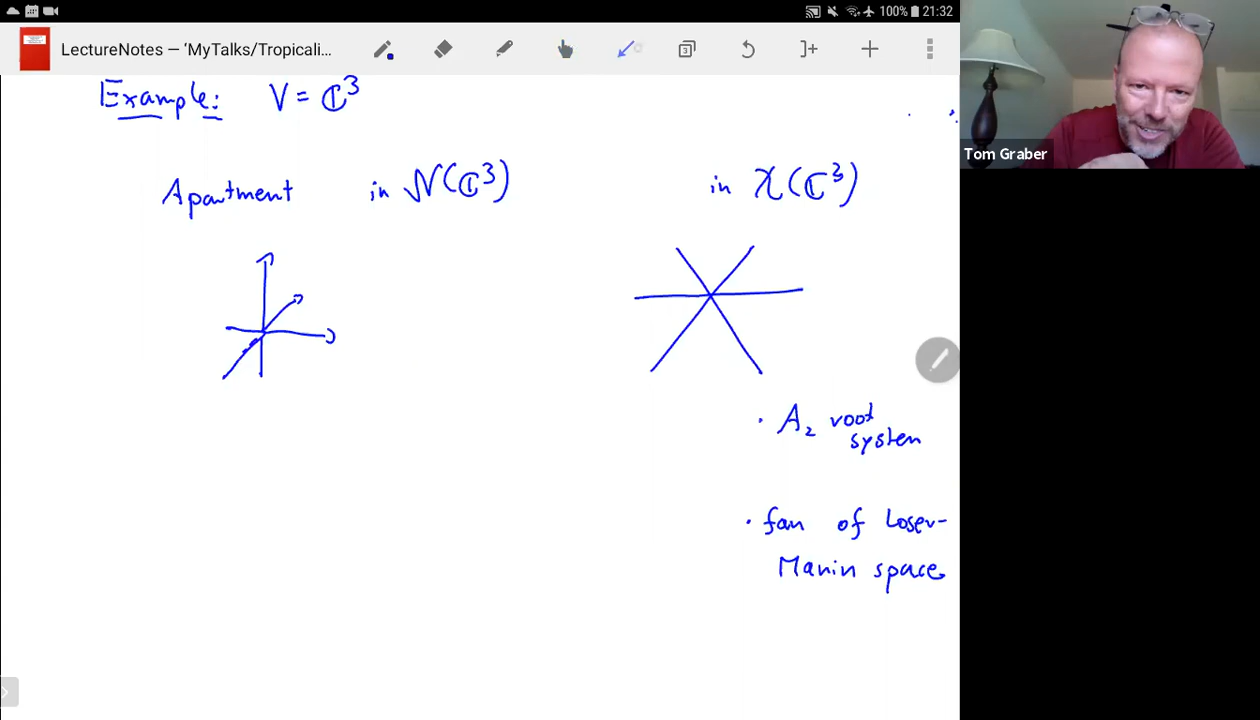 100% 21:32
LectureNotes – 'MyTalks/Tropicali...
3
Tom Graber
Example: V = ℂ³
Apartment in 𝒩(ℂ³) in 𝒳(ℂ³)
· A₂ root
system
· fan of Losev-
Manin space